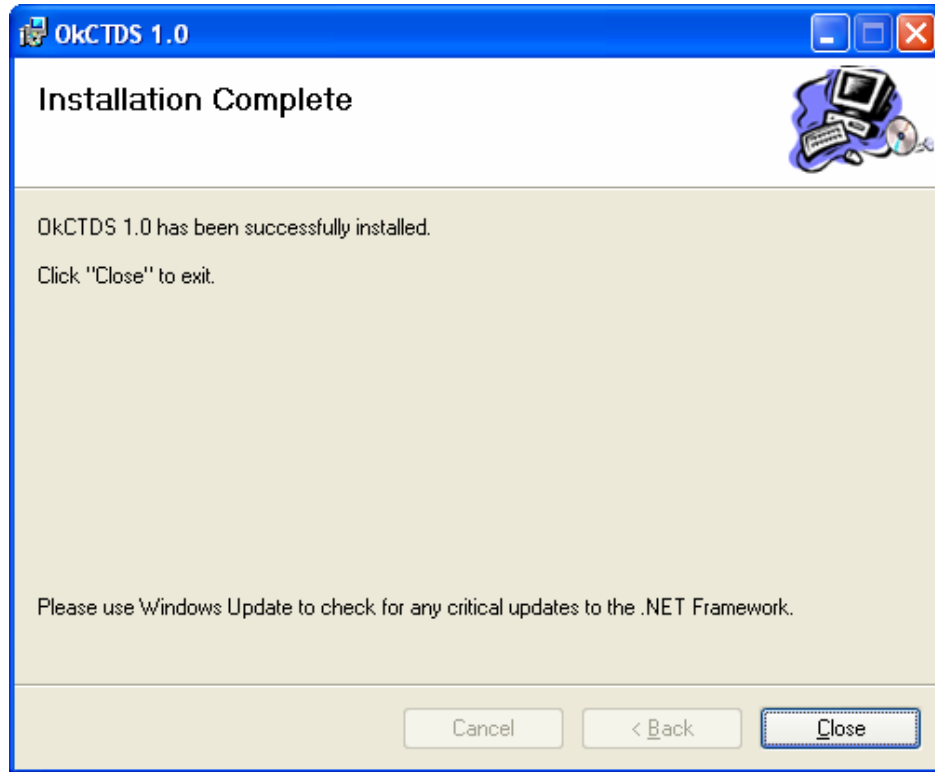 OkCTDS 1.0
Installation Complete
OkCTDS 1.0 has been successfully installed.
Click "Close" to exit.
Please use Windows Update to check for any critical updates to the .NET Framework.
Cancel
< Back
Close